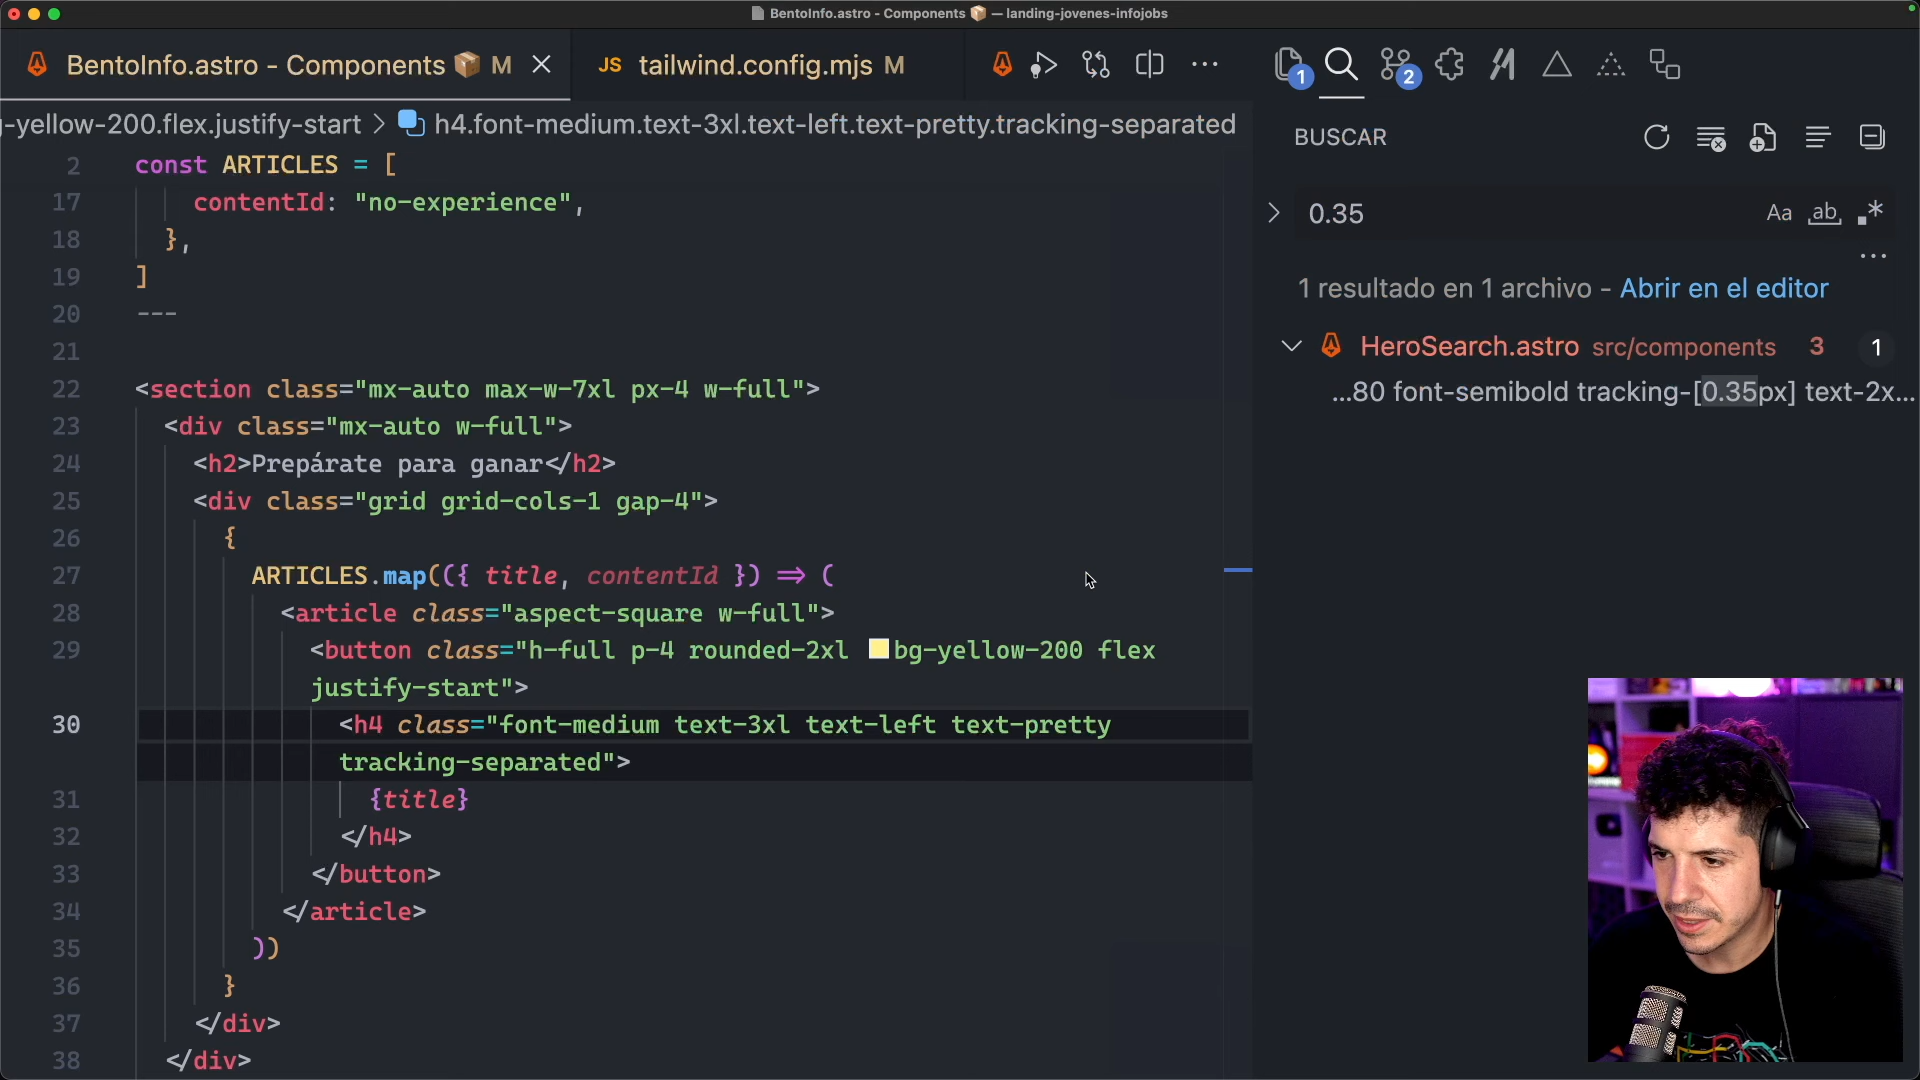 BentoInfo.astro - Components 📦 — landing-jovenes-infojobs
BentoInfo.astro - Components 📦 M
JS tailwind.config.mjs M
1
2
-yellow-200.flex.justify-start > h4.font-medium.text-3xl.text-left.text-pretty.tracking-separated
2 const ARTICLES = [
17 contentId: "no-experience",
18 },
19 ]
20 ---
21
22 <section class="mx-auto max-w-7xl px-4 w-full">
23 <div class="mx-auto w-full">
24 <h2>Prepárate para ganar</h2>
25 <div class="grid grid-cols-1 gap-4">
26 {
27 ARTICLES.map(({ title, contentId }) => (
28 <article class="aspect-square w-full">
29 <button class="h-full p-4 rounded-2xl bg-yellow-200 flex
justify-start">
30 <h4 class="font-medium text-3xl text-left text-pretty
tracking-separated">
31 {title}
32 </h4>
33 </button>
34 </article>
35 ))
36 }
37 </div>
38 </div>
BUSCAR
0.35
Aa ab .*
1 resultado en 1 archivo - Abrir en el editor
HeroSearch.astro src/components 3 1
...80 font-semibold tracking-[0.35px] text-2x...